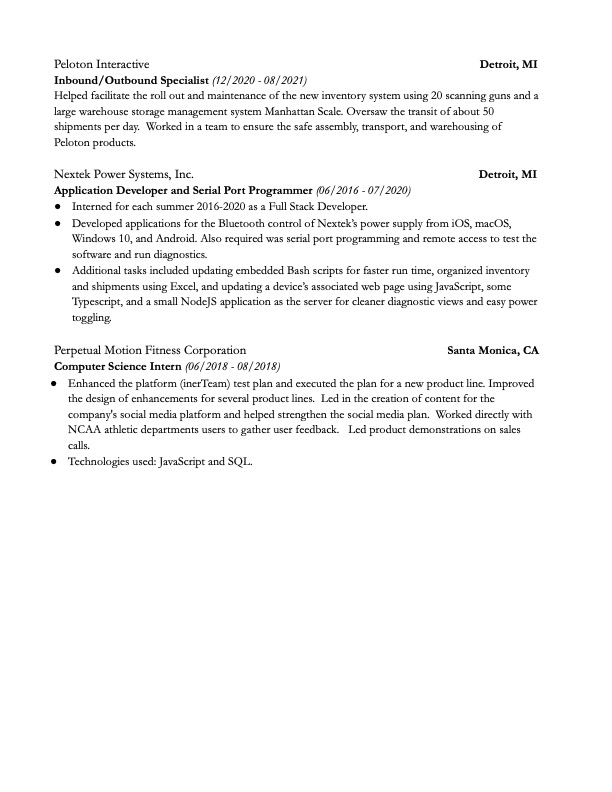 Peloton Interactive Detroit, MI
Inbound/Outbound Specialist (12/2020 - 08/2021)
Helped facilitate the roll out and maintenance of the new inventory system using 20 scanning guns and a
large warehouse storage management system Manhattan Scale. Oversaw the transit of about 50
shipments per day.  Worked in a team to ensure the safe assembly, transport, and warehousing of
Peloton products.
Nextek Power Systems, Inc. Detroit, MI
Application Developer and Serial Port Programmer (06/2016 - 07/2020)
● Interned for each summer 2016-2020 as a Full Stack Developer.
● Developed applications for the Bluetooth control of Nextek's power supply from iOS, macOS,
Windows 10, and Android. Also required was serial port programming and remote access to test the
software and run diagnostics.
● Additional tasks included updating embedded Bash scripts for faster run time, organized inventory
and shipments using Excel, and updating a device's associated web page using JavaScript, some
Typescript, and a small NodeJS application as the server for cleaner diagnostic views and easy power
toggling.
Perpetual Motion Fitness Corporation Santa Monica, CA
Computer Science Intern (06/2018 - 08/2018)
● Enhanced the platform (inerTeam) test plan and executed the plan for a new product line. Improved
the design of enhancements for several product lines.  Led in the creation of content for the
company's social media platform and helped strengthen the social media plan.  Worked directly with
NCAA athletic departments users to gather user feedback.   Led product demonstrations on sales
calls.
● Technologies used: JavaScript and SQL.